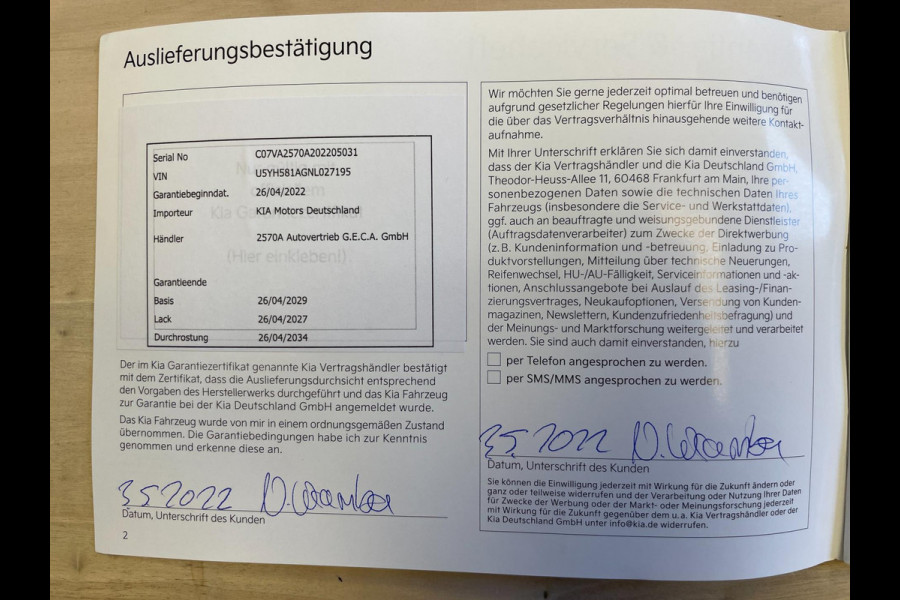 Auslieferungsbestätigung
Serial No C07VA2570A202205031
VIN U5YH581AGNL027195
Garantiebeginndat. 26/04/2022
Importeur KIA Motors Deutschland
Händler 2570A Autovertrieb G.E.C.A. GmbH
(Hier einkleben!)
Garantieende
Basis 26/04/2029
Lack 26/04/2027
Durchrostung 26/04/2034
Der im Kia Garantiezertifikat genannte Kia Vertragshändler bestätigt
mit dem Zertifikat, dass die Auslieferungsdurchsicht entsprechend
den Vorgaben des Herstellerwerks durchgeführt und das Kia Fahrzeug
zur Garantie bei der Kia Deutschland GmbH angemeldet wurde.
Das Kia Fahrzeug wurde von mir in einem ordnungsgemäßen Zustand
übernommen. Die Garantiebedingungen habe ich zur Kenntnis
genommen und erkenne diese an.
3.5.2022
Datum, Unterschrift des Kunden
2
Wir möchten Sie gerne jederzeit optimal betreuen und benötigen
aufgrund gesetzlicher Regelungen hierfür Ihre Einwilligung für
die über das Vertragsverhältnis hinausgehende weitere Kontakt-
aufnahme.
Mit Ihrer Unterschrift erklären Sie sich damit einverstanden,
dass der Kia Vertragshändler und die Kia Deutschland GmbH,
Theodor-Heuss-Allee 11, 60468 Frankfurt am Main, Ihre per-
sonenbezogenen Daten sowie die technischen Daten Ihres
Fahrzeugs (insbesondere die Service- und Werkstattdaten),
ggf. auch an beauftragte und weisungsgebundene Dienstleister
(Auftragsdatenverarbeiter) zum Zwecke der Direktwerbung
(z.B. Kundeninformation und -betreuung, Einladung zu Pro-
duktvorstellungen, Mitteilung über technische Neuerungen,
Reifenwechsel, HU-/AU-Fälligkeit, Serviceinformationen und -ak-
tionen, Anschlussangebote bei Auslauf des Leasing-/Finan-
zierungsvertrages, Neukaufoptionen, Versendung von Kunden-
magazinen, Newslettern, Kundenzufriedenheitsbefragung) und
der Meinungs- und Marktforschung weitergeleitet und verarbeitet
werden. Sie sind auch damit einverstanden, hierzu
per Telefon angesprochen zu werden.
per SMS/MMS angesprochen zu werden.
3.5.2022
Datum, Unterschrift des Kunden
Sie können die Einwilligung jederzeit mit Wirkung für die Zukunft ändern oder
ganz oder teilweise widerrufen und der Verarbeitung oder Nutzung Ihrer Daten
für Zwecke der Werbung oder der Markt- oder Meinungsforschung jederzeit
mit Wirkung für die Zukunft gegenüber dem u.a. Kia Vertragshändler oder der
Kia Deutschland GmbH unter info@kia.de widerrufen.